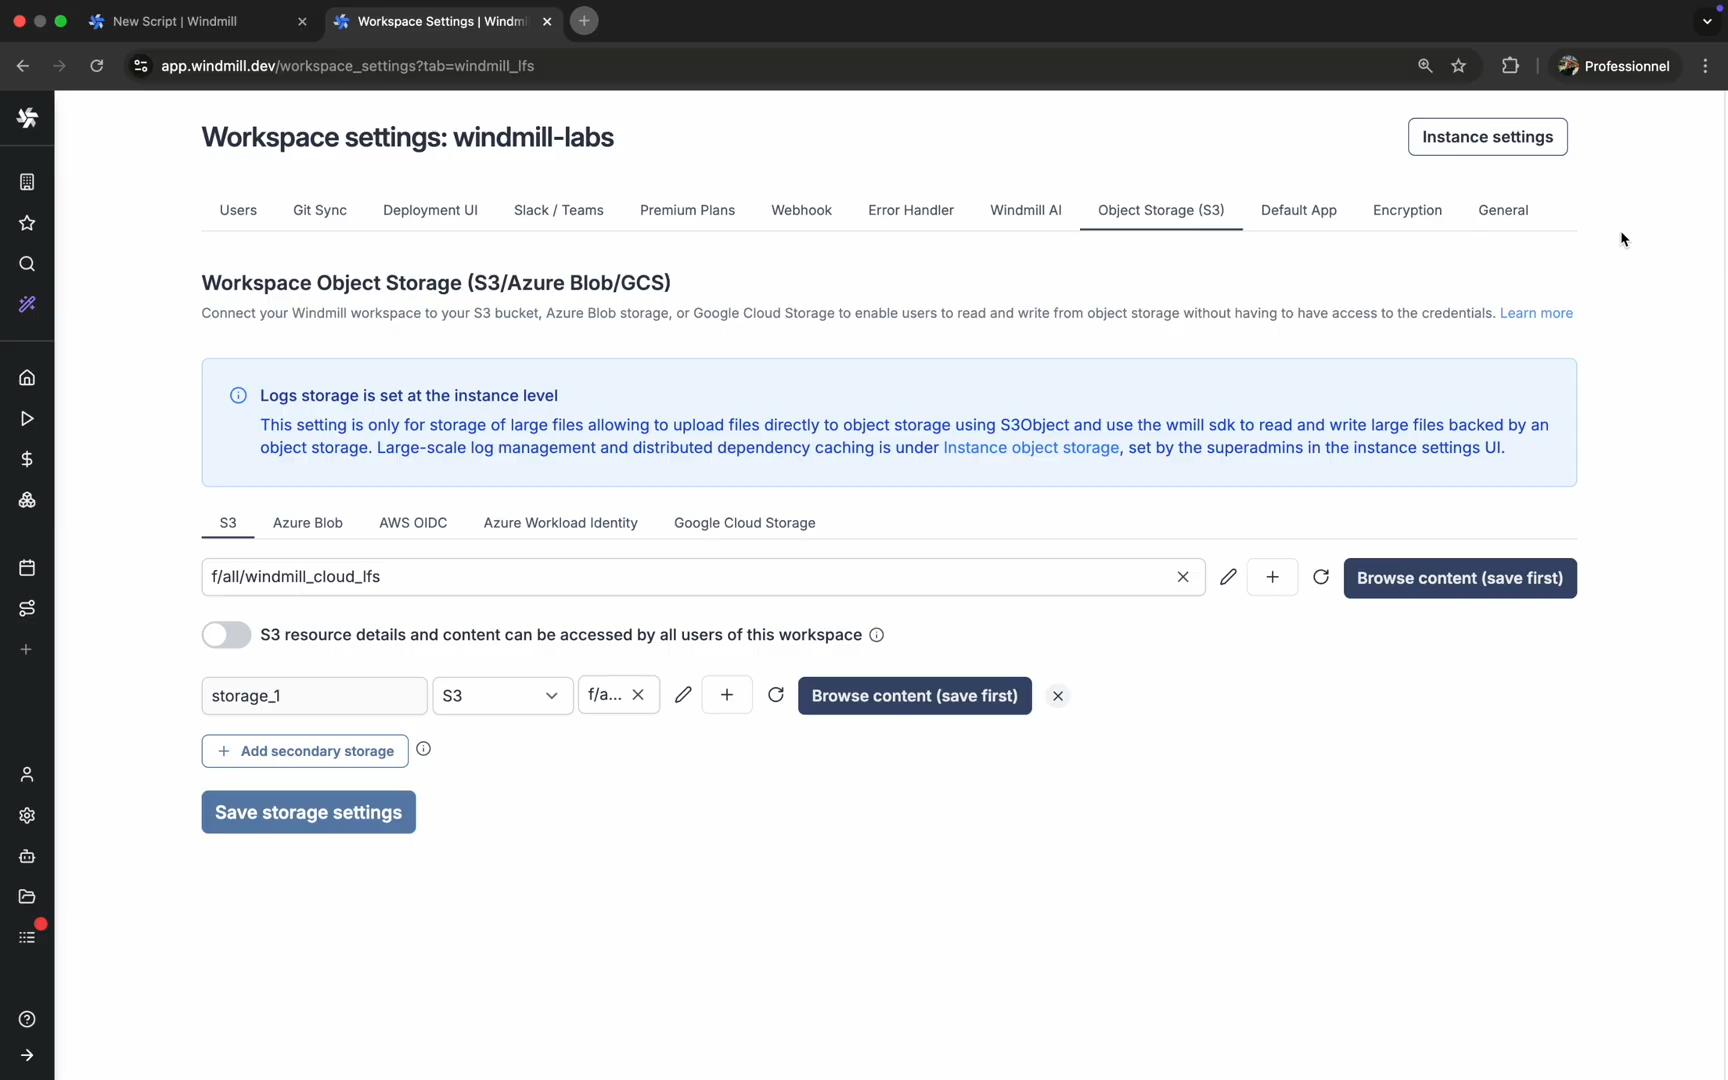 New Script | Windmill
Workspace Settings | Windmi
app.windmill.dev/workspace_settings?tab=windmill_lfs
Professionnel
Workspace settings: windmill-labs
Instance settings
Users Git Sync Deployment UI Slack / Teams Premium Plans Webhook Error Handler Windmill AI Object Storage (S3) Default App Encryption General
Workspace Object Storage (S3/Azure Blob/GCS)
Connect your Windmill workspace to your S3 bucket, Azure Blob storage, or Google Cloud Storage to enable users to read and write from object storage without having to have access to the credentials. Learn more
Logs storage is set at the instance level
This setting is only for storage of large files allowing to upload files directly to object storage using S3Object and use the wmill sdk to read and write large files backed by an
object storage. Large-scale log management and distributed dependency caching is under Instance object storage, set by the superadmins in the instance settings UI.
S3 Azure Blob AWS OIDC Azure Workload Identity Google Cloud Storage
f/all/windmill_cloud_lfs
Browse content (save first)
S3 resource details and content can be accessed by all users of this workspace
storage_1 S3 f/a... Browse content (save first)
Add secondary storage
Save storage settings